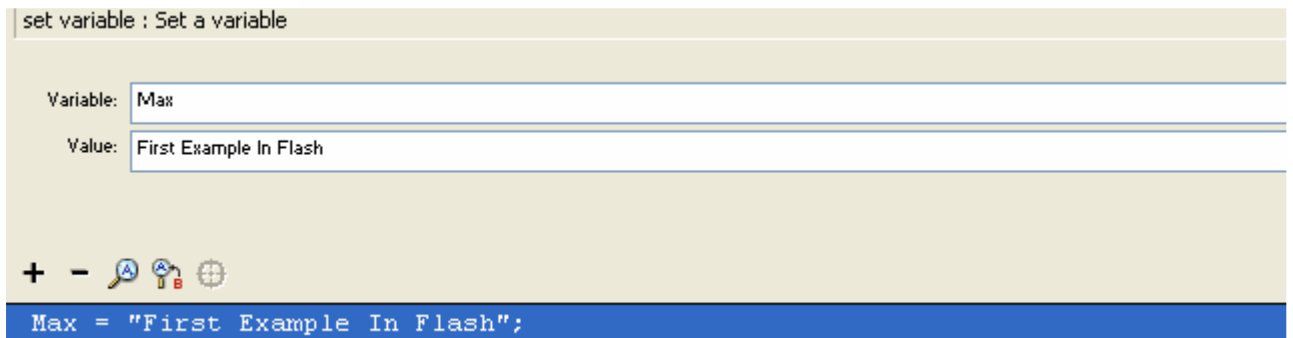 set variable : Set a variable
Variable: Max
Value: First Example In Flash
+ - A A B
Max = "First Example In Flash";